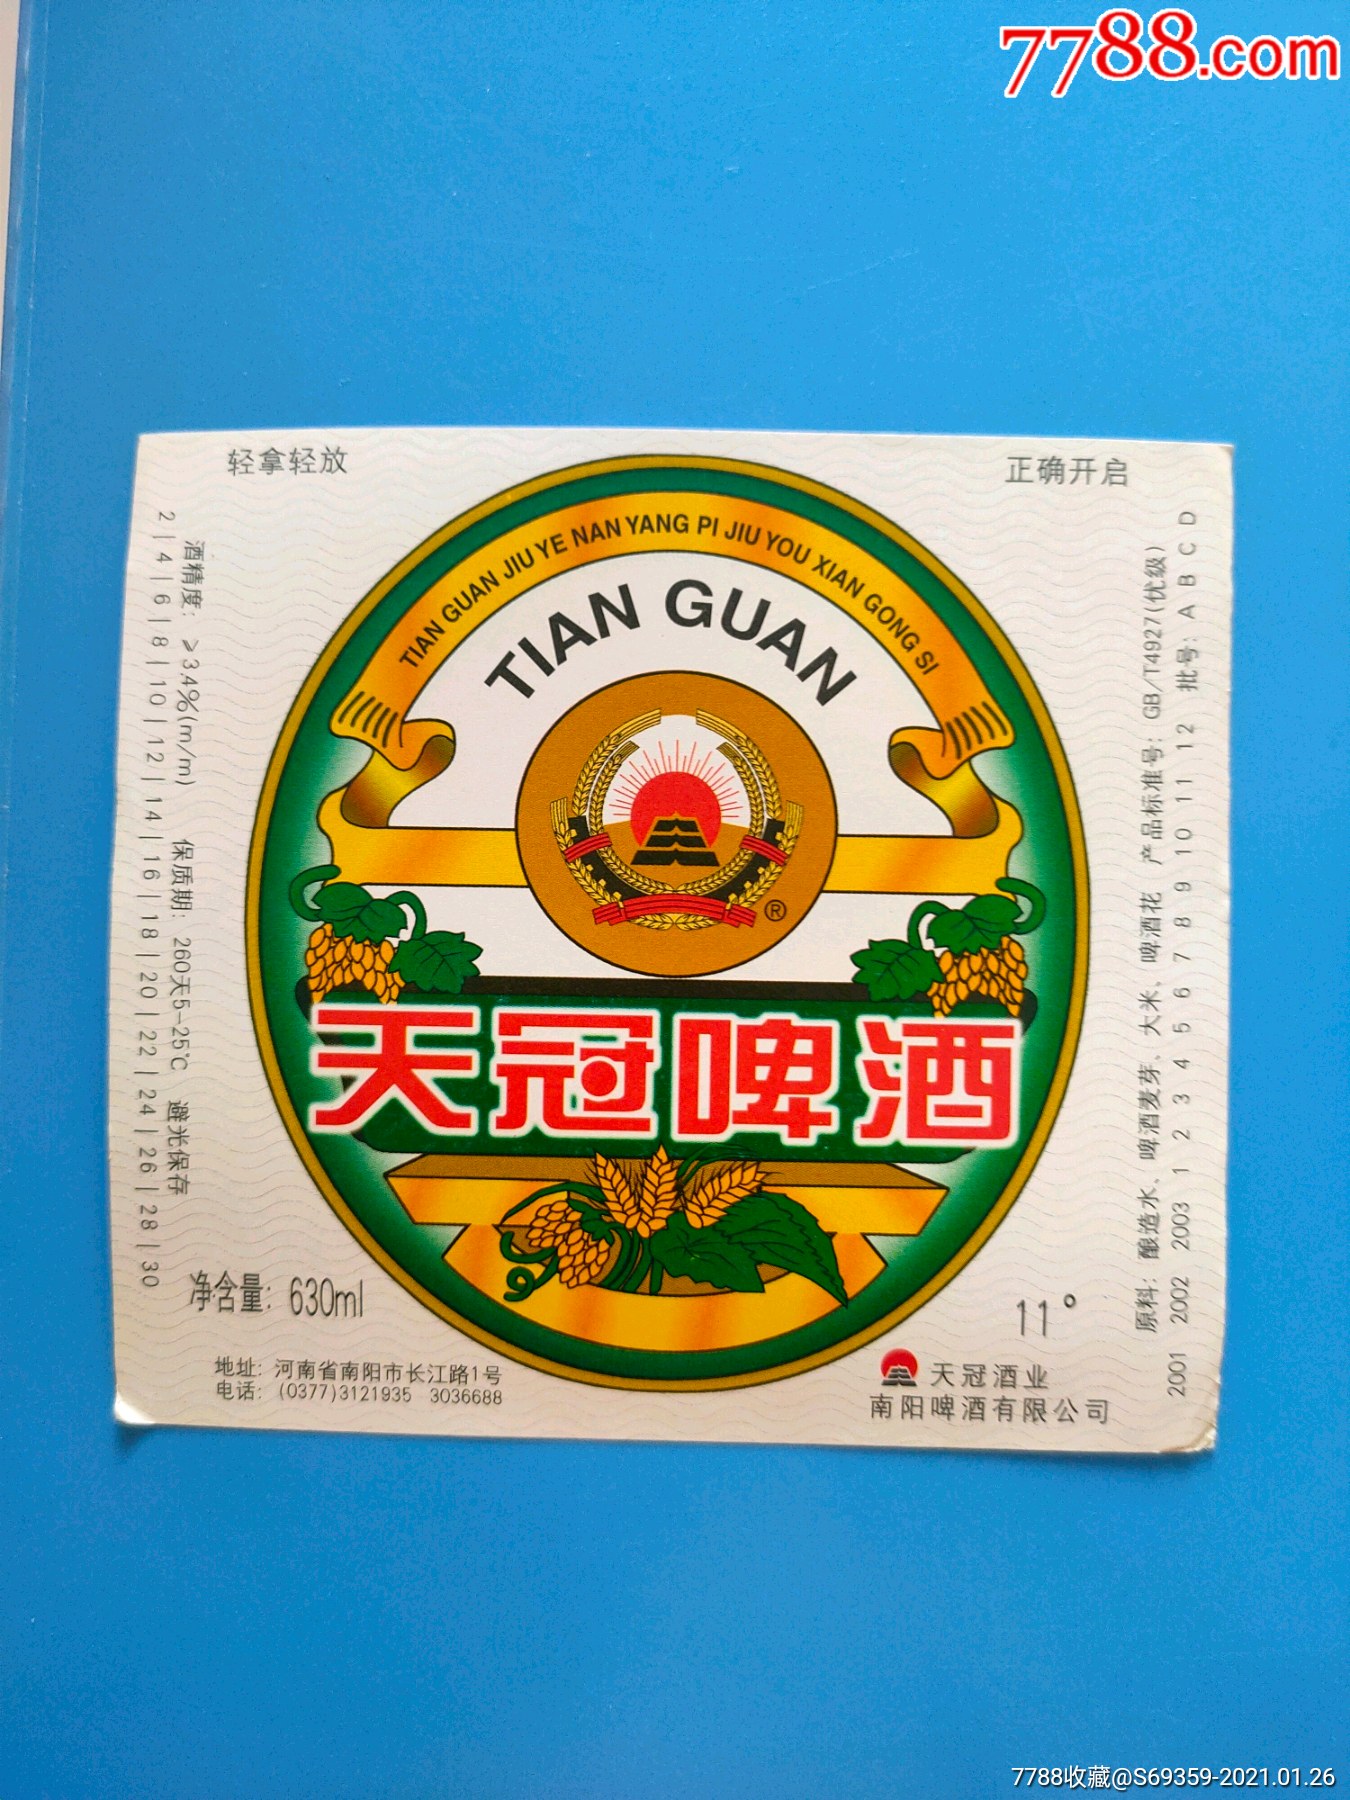 7788.com
轻拿轻放
正确开启
TIAN GUAN JIU YE NAN YANG PI JIU YOU XIAN GONG SI
TIAN GUAN
®
天冠啤酒
酒精度: ≥3.4%(m/m) 保质期: 260天5-25℃ 避光保存
2|4|6|8|10|12|14|16|18|20|22|24|26|28|30
原料: 酿造水、啤酒麦芽、大米、啤酒花 产品标准号: GB/T4927(优级)
2001 2002 2003 1 2 3 4 5 6 7 8 9 10 11 12 批号: A B C D
净含量: 630ml
11°
地址: 河南省南阳市长江路1号
电话: (0377)3121935 3036688
天冠酒业
南阳啤酒有限公司
7788收藏@S69359-2021.01.26